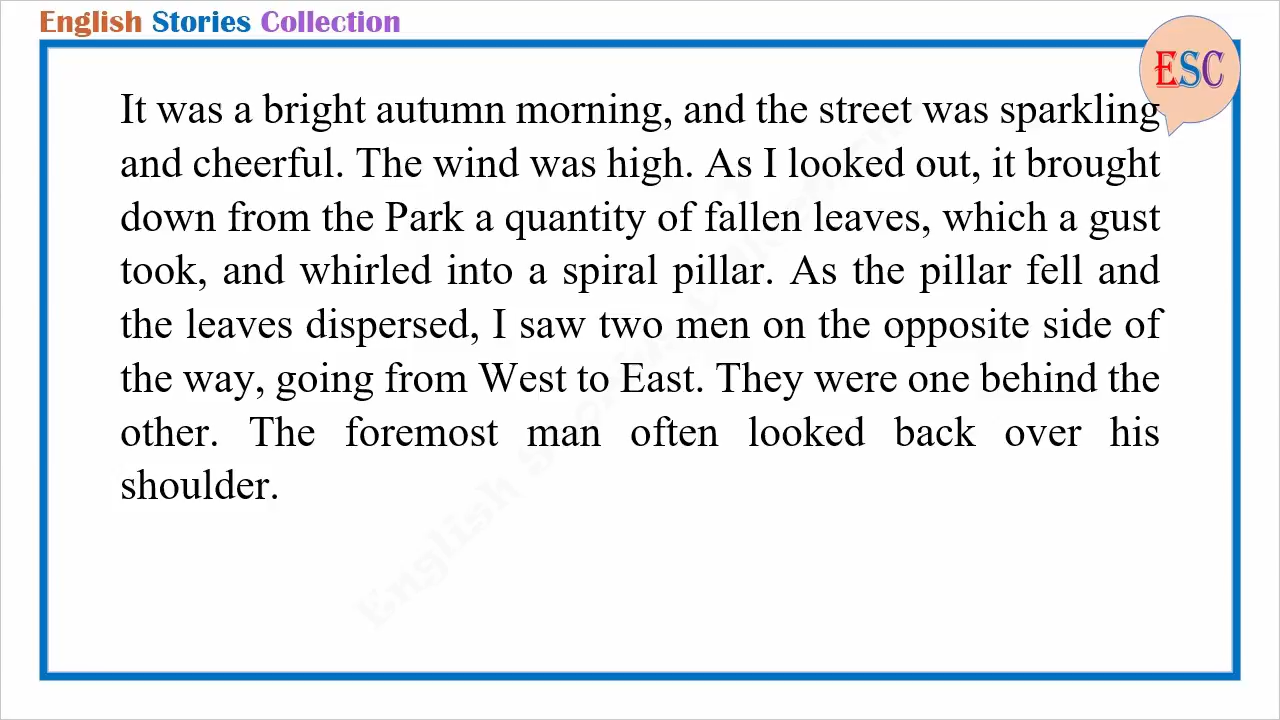 English Stories Collection
ESC
It was a bright autumn morning, and the street was sparkling
and cheerful. The wind was high. As I looked out, it brought
down from the Park a quantity of fallen leaves, which a gust
took, and whirled into a spiral pillar. As the pillar fell and
the leaves dispersed, I saw two men on the opposite side of
the way, going from West to East. They were one behind the
other. The foremost man often looked back over his
shoulder.